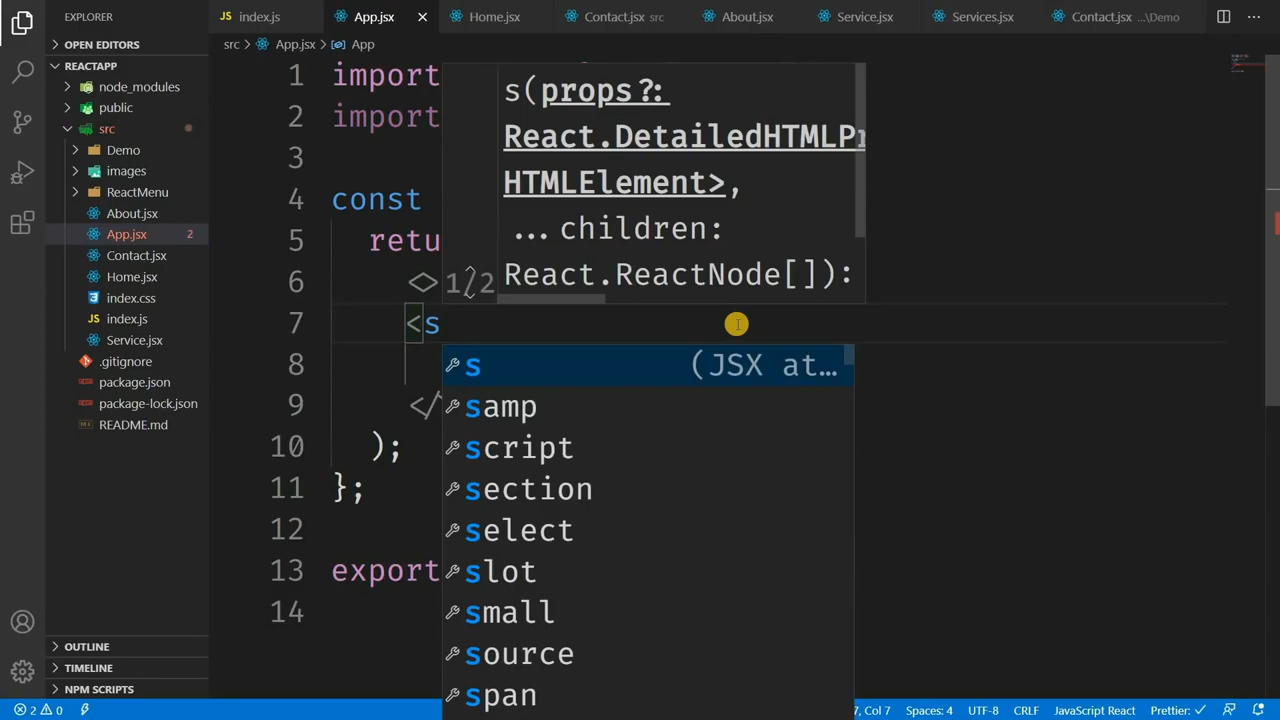 EXPLORER
index.js
App.jsx
Home.jsx
Contact.jsx src
About.jsx
Service.jsx
Services.jsx
Contact.jsx ...\Demo
OPEN EDITORS
REACTAPP
node_modules
public
src
Demo
images
ReactMenu
About.jsx
App.jsx 2
Contact.jsx
Home.jsx
index.css
index.js
Service.jsx
.gitignore
package.json
package-lock.json
README.md
OUTLINE
TIMELINE
NPM SCRIPTS
src > App.jsx > App
1 import
2 import
3
4 const
5 retu
6 <>
7 <s
8
9 </
10 );
11 };
12
13 export
14
1/2
s(props?:
React.DetailedHTMLPr
HTMLElement>,
...children:
React.ReactNode[]):
s (JSX at...
samp
script
section
select
slot
small
source
span
2 0
7, Col 7 Spaces: 4 UTF-8 CRLF JavaScript React Prettier: ✓